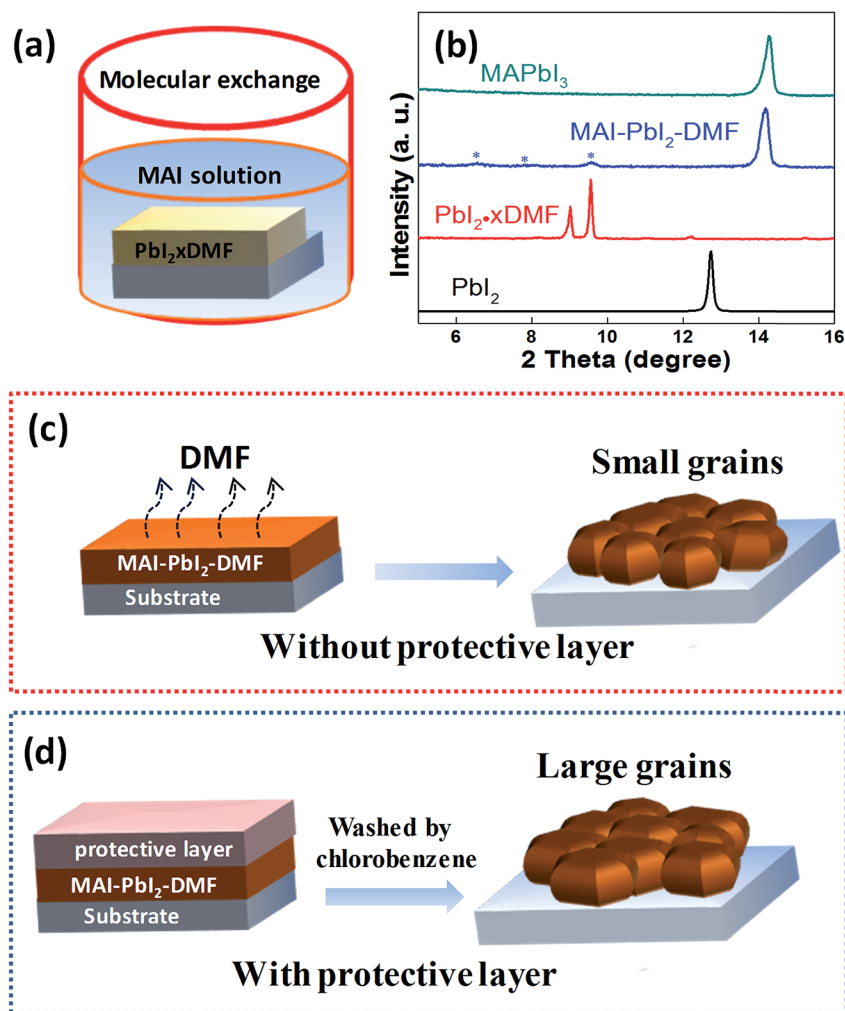 (a)
Molecular exchange
MAI solution
PbI₂xDMF
(b)
MAPbI₃
MAI-PbI₂-DMF
* * *
PbI₂•xDMF
PbI₂
Intensity (a. u.)
6 8 10 12 14 16
2 Theta (degree)
(c)
DMF
MAI-PbI₂-DMF
Substrate
Small grains
Without protective layer
(d)
protective layer
MAI-PbI₂-DMF
Substrate
Washed by
chlorobenzene
Large grains
With protective layer